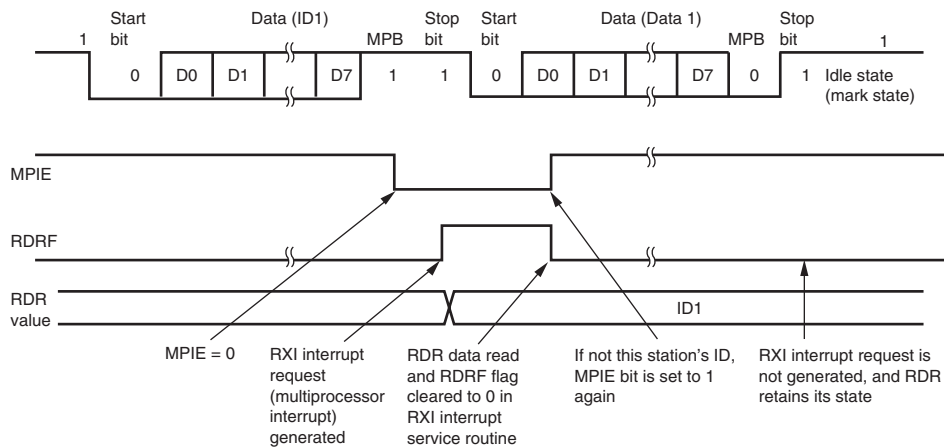 Start bit
Data (ID1)
MPB
Stop bit
Start bit
Data (Data 1)
MPB
Stop bit
1
1
0
D0
D1
D7
1
1
0
D0
D1
D7
0
1
Idle state
(mark state)
MPIE
RDRF
RDR
value
ID1
MPIE = 0
RXI interrupt
request
(multiprocessor
interrupt)
generated
RDR data read
and RDRF flag
cleared to 0 in
RXI interrupt
service routine
If not this station's ID,
MPIE bit is set to 1
again
RXI interrupt request is
not generated, and RDR
retains its state